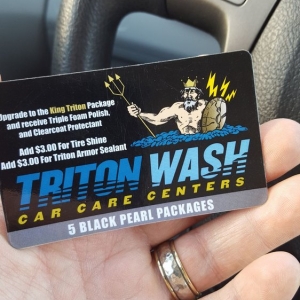 Upgrade to the King Triton Package
and receive Triple Foam Polish,
and Clearcoat Protectant
Add $3.00 For Tire Shine
Add $3.00 For Triton Armor Sealant
TRITON WASH
CAR CARE CENTERS
5 BLACK PEARL PACKAGES